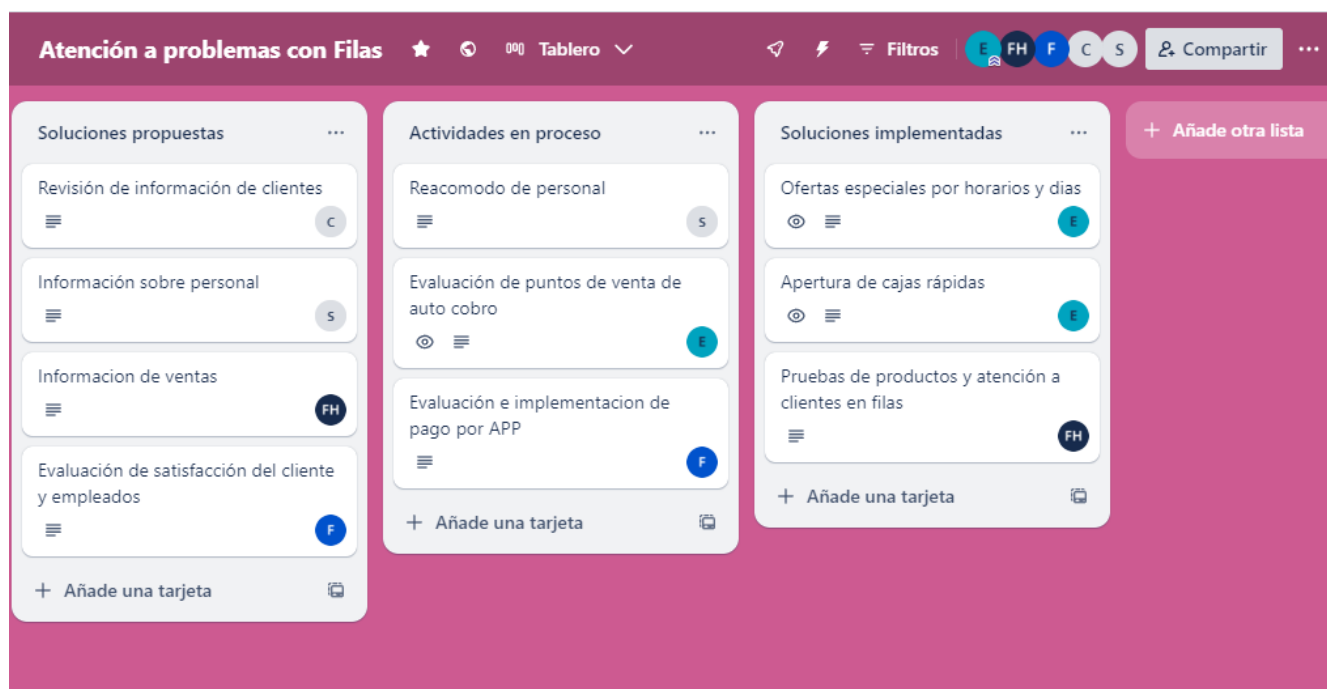 Atención a problemas con Filas
Tablero
Filtros
E FH F C S
Compartir
Soluciones propuestas
Revisión de información de clientes
C
Información sobre personal
S
Informacion de ventas
FH
Evaluación de satisfacción del cliente
y empleados
F
Añade una tarjeta
Actividades en proceso
Reacomodo de personal
S
Evaluación de puntos de venta de
auto cobro
E
Evaluación e implementacion de
pago por APP
F
Añade una tarjeta
Soluciones implementadas
Ofertas especiales por horarios y dias
E
Apertura de cajas rápidas
E
Pruebas de productos y atención a
clientes en filas
FH
Añade una tarjeta
Añade otra lista